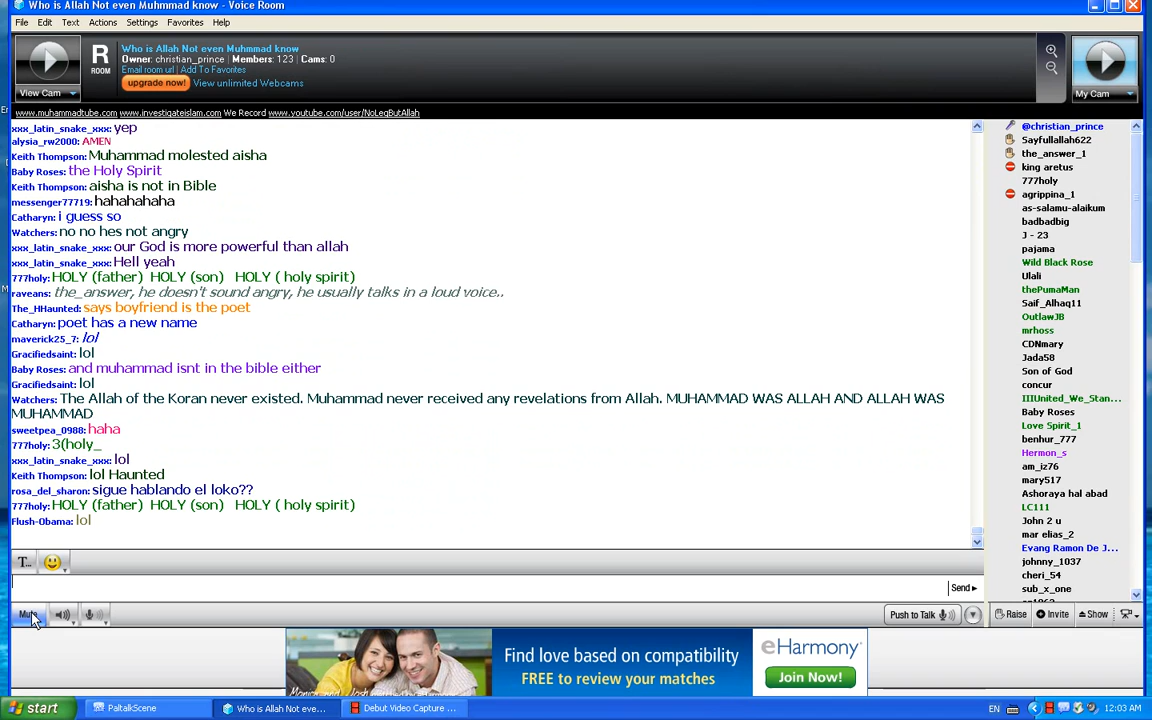 Who is Allah Not even Muhmmad know - Voice Room
File Edit Text Actions Settings Favorites Help
Who is Allah Not even Muhmmad know
Owner: christian_prince | Members: 123 | Cams: 0
Email room url | Add To Favorites
upgrade now! View unlimited Webcams
R
ROOM
View Cam
My Cam
www.muhammadtube.com www.investigateislam.com We Record www.youtube.com/user/NoLegButAllah
xxx_latin_snake_xxx: yep
alysia_rw2000: AMEN
Keith Thompson: Muhammad molested aisha
Baby Roses: the Holy Spirit
Keith Thompson: aisha is not in Bible
messenger77719: hahahahaha
Catharyn: i guess so
Watchers: no no hes not angry
xxx_latin_snake_xxx: our God is more powerful than allah
xxx_latin_snake_xxx: Hell yeah
777holy: HOLY (father) HOLY (son) HOLY ( holy spirit)
raveans: the_answer, he doesn't sound angry, he usually talks in a loud voice..
The_HHaunted: says boyfriend is the poet
Catharyn: poet has a new name
maverick25_7: lol
Gracifiedsaint: lol
Baby Roses: and muhammad isnt in the bible either
Gracifiedsaint: lol
Watchers: The Allah of the Koran never existed. Muhammad never received any revelations from Allah. MUHAMMAD WAS ALLAH AND ALLAH WAS
MUHAMMAD
sweetpea_0988: haha
777holy: 3(holy_
xxx_latin_snake_xxx: lol
Keith Thompson: lol Haunted
rosa_del_sharon: sigue hablando el loko??
777holy: HOLY (father) HOLY (son) HOLY ( holy spirit)
Flush-Obama: lol
@christian_prince
Sayfullallah622
the_answer_1
king aretus
777holy
agrippina_1
as-salamu-alaikum
badbadbig
J - 23
pajama
Wild Black Rose
Ulali
thePumaMan
Saif_Alhaq11
OutlawJB
mrhoss
CDNmary
Jada58
Son of God
concur
IIIUnited_We_Stan...
Baby Roses
Love Spirit_1
benhur_777
Hermon_s
am_iz76
mary517
Ashoraya hal abad
LC111
John 2 u
mar elias_2
Evang Ramon De J...
johnny_1037
cheri_54
sub_x_one
T...
Send
Push to Talk
Raise Invite Show
Find love based on compatibility
FREE to review your matches
eHarmony
Join Now!
start PaltalkScene Who is Allah Not eve... Debut Video Capture ... EN 12:03 AM